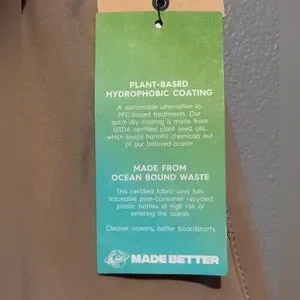 PLANT-BASED
HYDROPHOBIC COATING
A sustainable alternative to
PFC-based treatments. Our
quick-dry coating is made from
USDA certified plant seed oils,
which keeps harmful chemicals out
of our beloved ocean.
MADE FROM
OCEAN BOUND WASTE
This certified fabric uses fully
traceable post-consumer recycled
plastic bottles at high risk of
entering the ocean.
Cleaner oceans, better boardshorts.
MADE BETTER